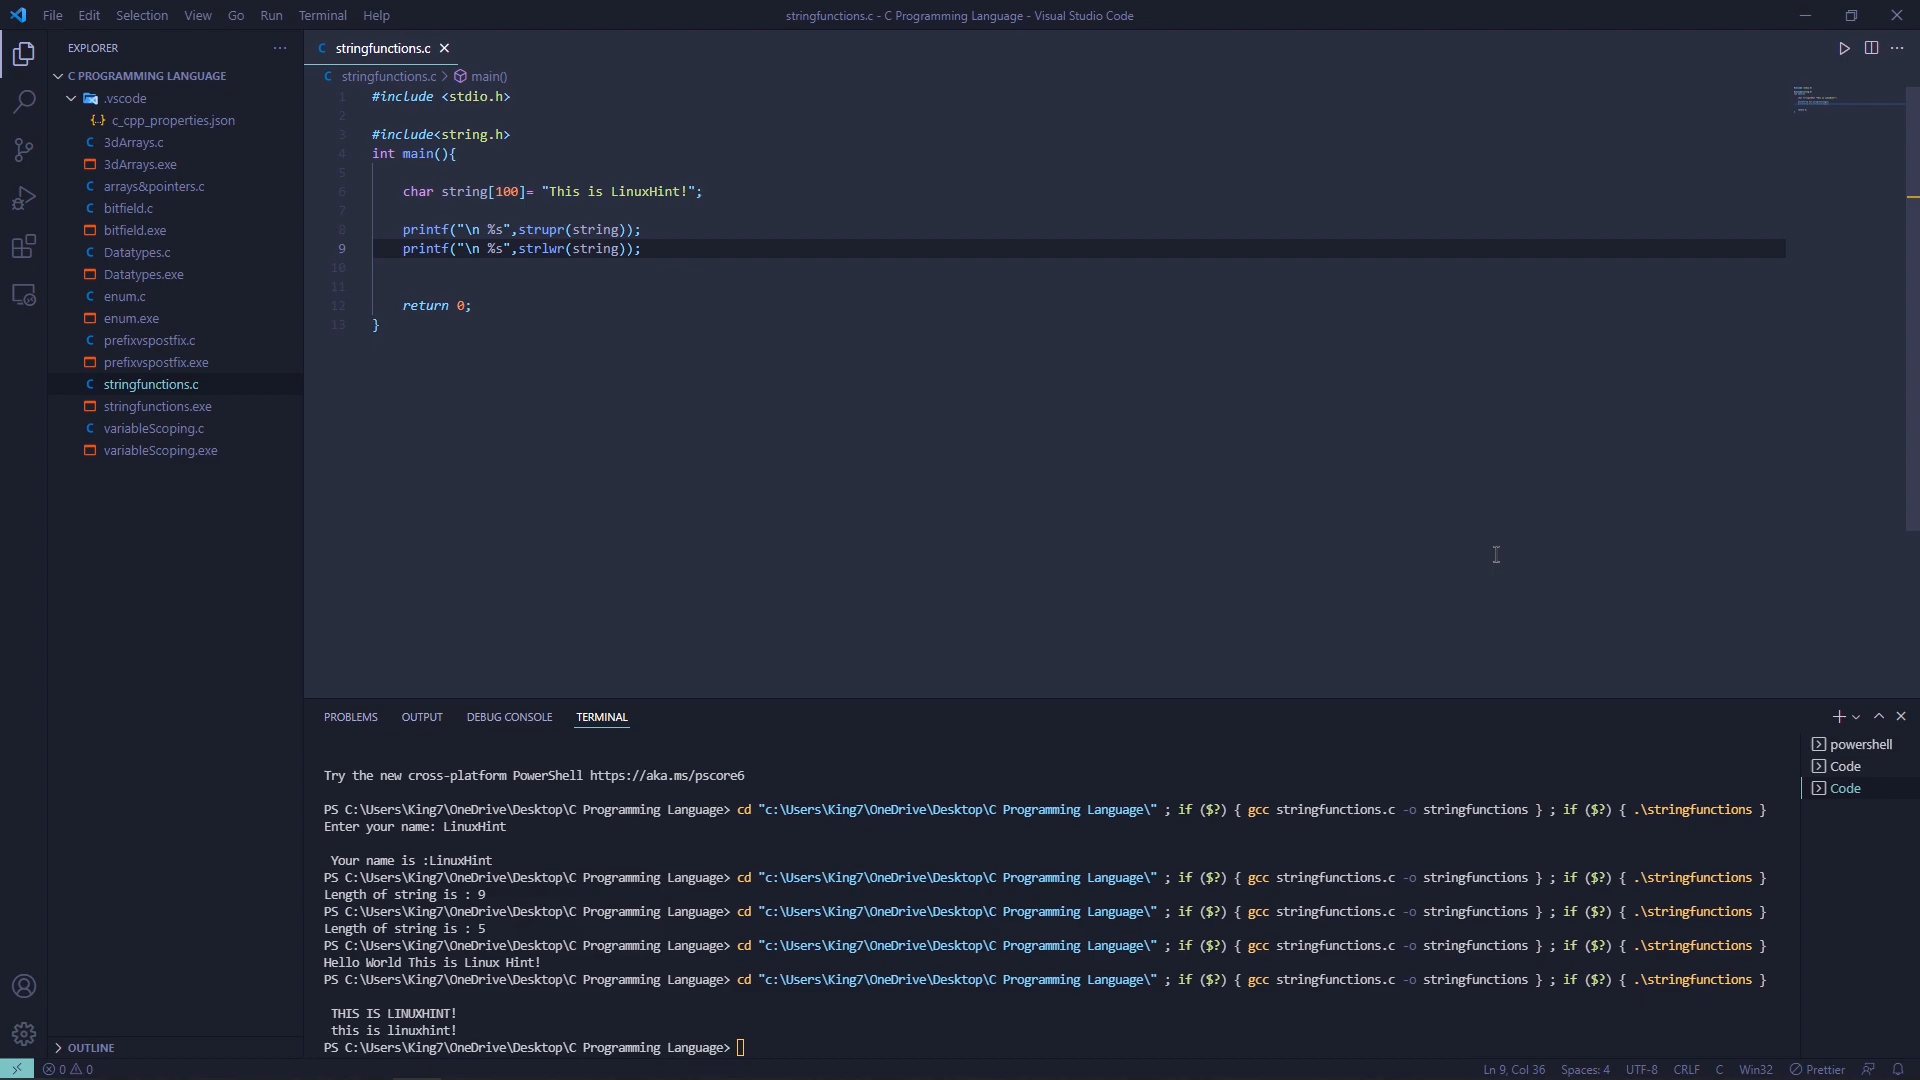 File Edit Selection View Go Run Terminal Help
stringfunctions.c - C Programming Language - Visual Studio Code
EXPLORER
C PROGRAMMING LANGUAGE
.vscode
{..} c_cpp_properties.json
C 3dArrays.c
3dArrays.exe
C arrays&pointers.c
C bitfield.c
bitfield.exe
C Datatypes.c
Datatypes.exe
C enum.c
enum.exe
C prefixvspostfix.c
prefixvspostfix.exe
C stringfunctions.c
stringfunctions.exe
C variableScoping.c
variableScoping.exe
OUTLINE
C stringfunctions.c
C stringfunctions.c > main()
1 #include <stdio.h>
2
3 #include<string.h>
4 int main(){
5
6 char string[100]= "This is LinuxHint!";
7
8 printf("\n %s",strupr(string));
9 printf("\n %s",strlwr(string));
10
11
12 return 0;
13 }
PROBLEMS OUTPUT DEBUG CONSOLE TERMINAL
Try the new cross-platform PowerShell https://aka.ms/pscore6
PS C:\Users\King7\OneDrive\Desktop\C Programming Language> cd "c:\Users\King7\OneDrive\Desktop\C Programming Language\" ; if ($?) { gcc stringfunctions.c -o stringfunctions } ; if ($?) { .\stringfunctions }
Enter your name: LinuxHint
Your name is :LinuxHint
PS C:\Users\King7\OneDrive\Desktop\C Programming Language> cd "c:\Users\King7\OneDrive\Desktop\C Programming Language\" ; if ($?) { gcc stringfunctions.c -o stringfunctions } ; if ($?) { .\stringfunctions }
Length of string is : 9
PS C:\Users\King7\OneDrive\Desktop\C Programming Language> cd "c:\Users\King7\OneDrive\Desktop\C Programming Language\" ; if ($?) { gcc stringfunctions.c -o stringfunctions } ; if ($?) { .\stringfunctions }
Length of string is : 5
PS C:\Users\King7\OneDrive\Desktop\C Programming Language> cd "c:\Users\King7\OneDrive\Desktop\C Programming Language\" ; if ($?) { gcc stringfunctions.c -o stringfunctions } ; if ($?) { .\stringfunctions }
Hello World This is Linux Hint!
PS C:\Users\King7\OneDrive\Desktop\C Programming Language> cd "c:\Users\King7\OneDrive\Desktop\C Programming Language\" ; if ($?) { gcc stringfunctions.c -o stringfunctions } ; if ($?) { .\stringfunctions }
THIS IS LINUXHINT!
this is linuxhint!
PS C:\Users\King7\OneDrive\Desktop\C Programming Language>
powershell
Code
Code
0 0
Ln 9, Col 36 Spaces: 4 UTF-8 CRLF C Win32 Prettier